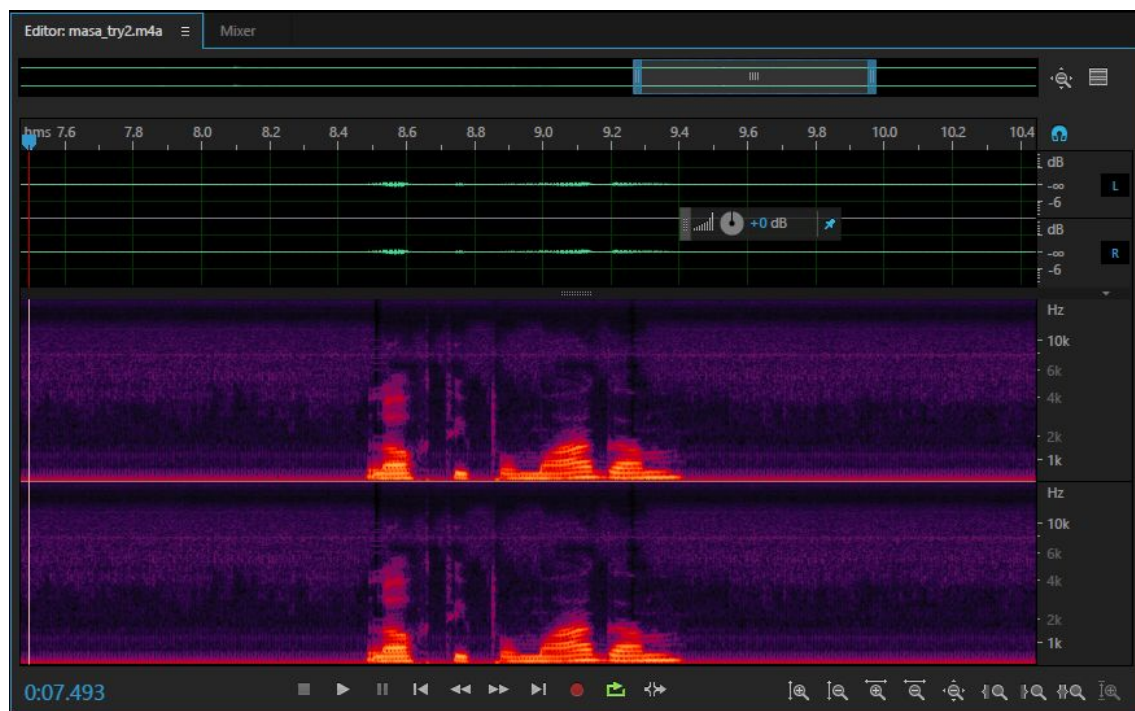 Editor: masa_try2.m4a Mixer
hms 7.6 7.8 8.0 8.2 8.4 8.6 8.8 9.0 9.2 9.4 9.6 9.8 10.0 10.2 10.4
dB
-∞ L
-6
+0 dB
dB
-∞ R
-6
Hz
10k
6k
4k
2k
1k
Hz
10k
6k
4k
2k
1k
0:07.493